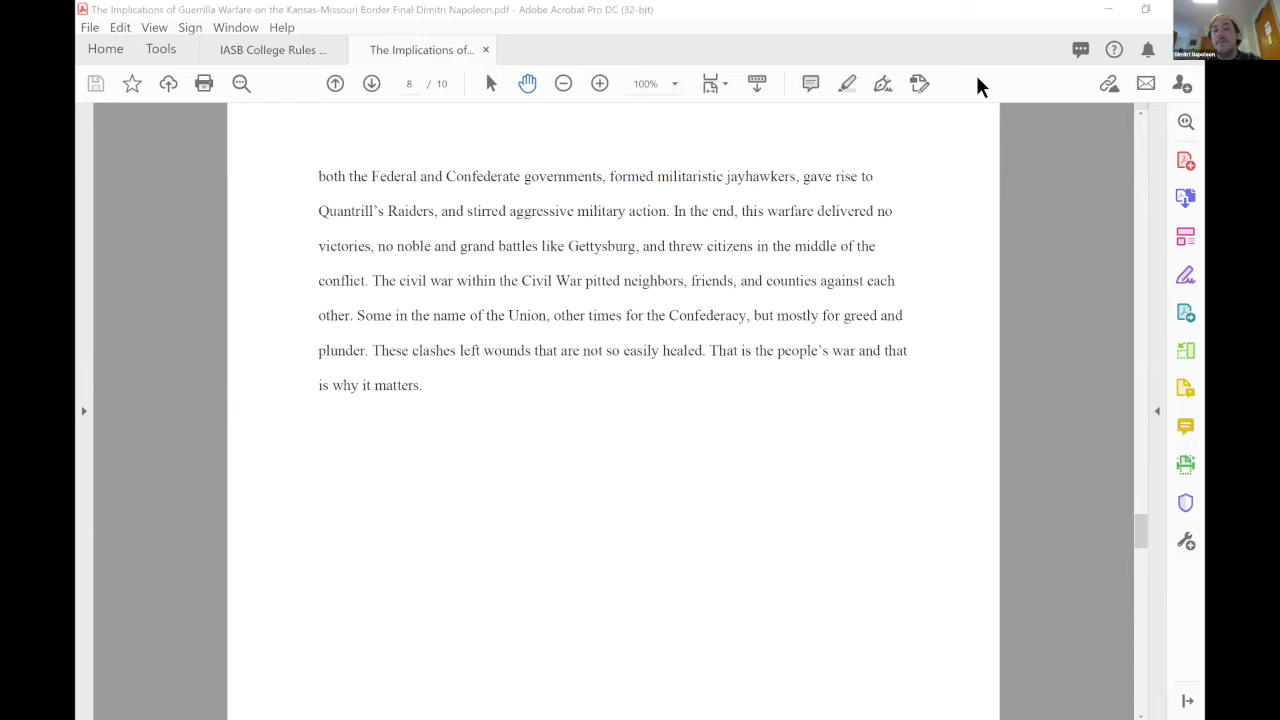 The Implications of Guerrilla Warfare on the Kansas-Missouri Border Final Dimitri Napoleon.pdf - Adobe Acrobat Pro DC (32-bit)
File Edit View Sign Window Help
Home Tools IASB College Rules ... The Implications of... ×
8 / 10 100%
Dimitri Napoleon
both the Federal and Confederate governments, formed militaristic jayhawkers, gave rise to
Quantrill’s Raiders, and stirred aggressive military action. In the end, this warfare delivered no
victories, no noble and grand battles like Gettysburg, and threw citizens in the middle of the
conflict. The civil war within the Civil War pitted neighbors, friends, and counties against each
other. Some in the name of the Union, other times for the Confederacy, but mostly for greed and
plunder. These clashes left wounds that are not so easily healed. That is the people’s war and that
is why it matters.